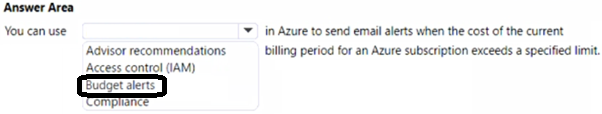 Answer Area
You can use in Azure to send email alerts when the cost of the current
billing period for an Azure subscription exceeds a specified limit.
Advisor recommendations
Access control (IAM)
Budget alerts
Compliance